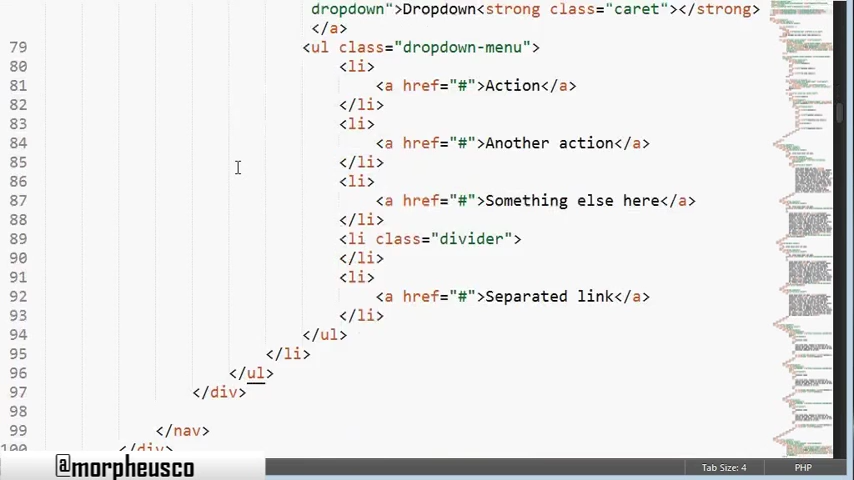 dropdown">Dropdown<strong class="caret"></strong>
</a>
79 <ul class="dropdown-menu">
80 <li>
81 <a href="#">Action</a>
82 </li>
83 <li>
84 <a href="#">Another action</a>
85 </li>
86 <li>
87 <a href="#">Something else here</a>
88 </li>
89 <li class="divider">
90 </li>
91 <li>
92 <a href="#">Separated link</a>
93 </li>
94 </ul>
95 </li>
96 </ul>
97 </div>
98
99 </nav>
100 </div>
@morpheusco
Tab Size: 4 PHP